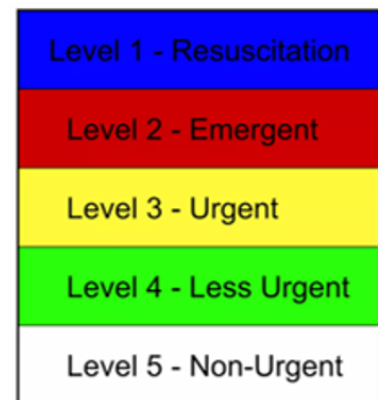 Level 1 - Resuscitation
Level 2 - Emergent
Level 3 - Urgent
Level 4 - Less Urgent
Level 5 - Non-Urgent